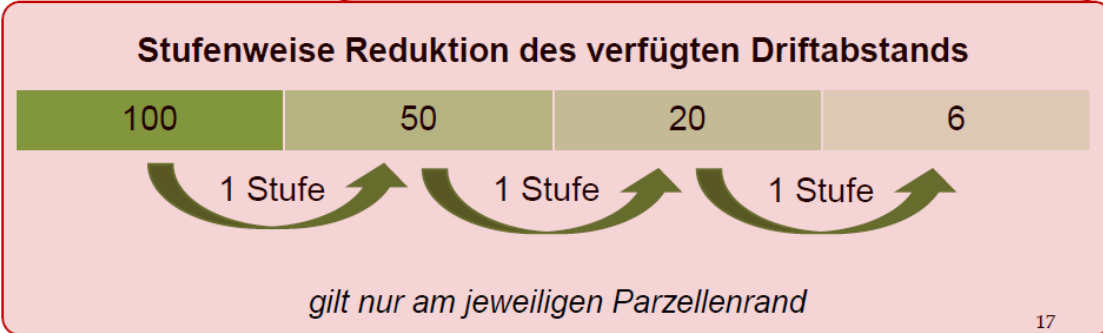 Stufenweise Reduktion des verfügten Driftabstands
100 50 20 6
1 Stufe 1 Stufe 1 Stufe
gilt nur am jeweiligen Parzellenrand
17